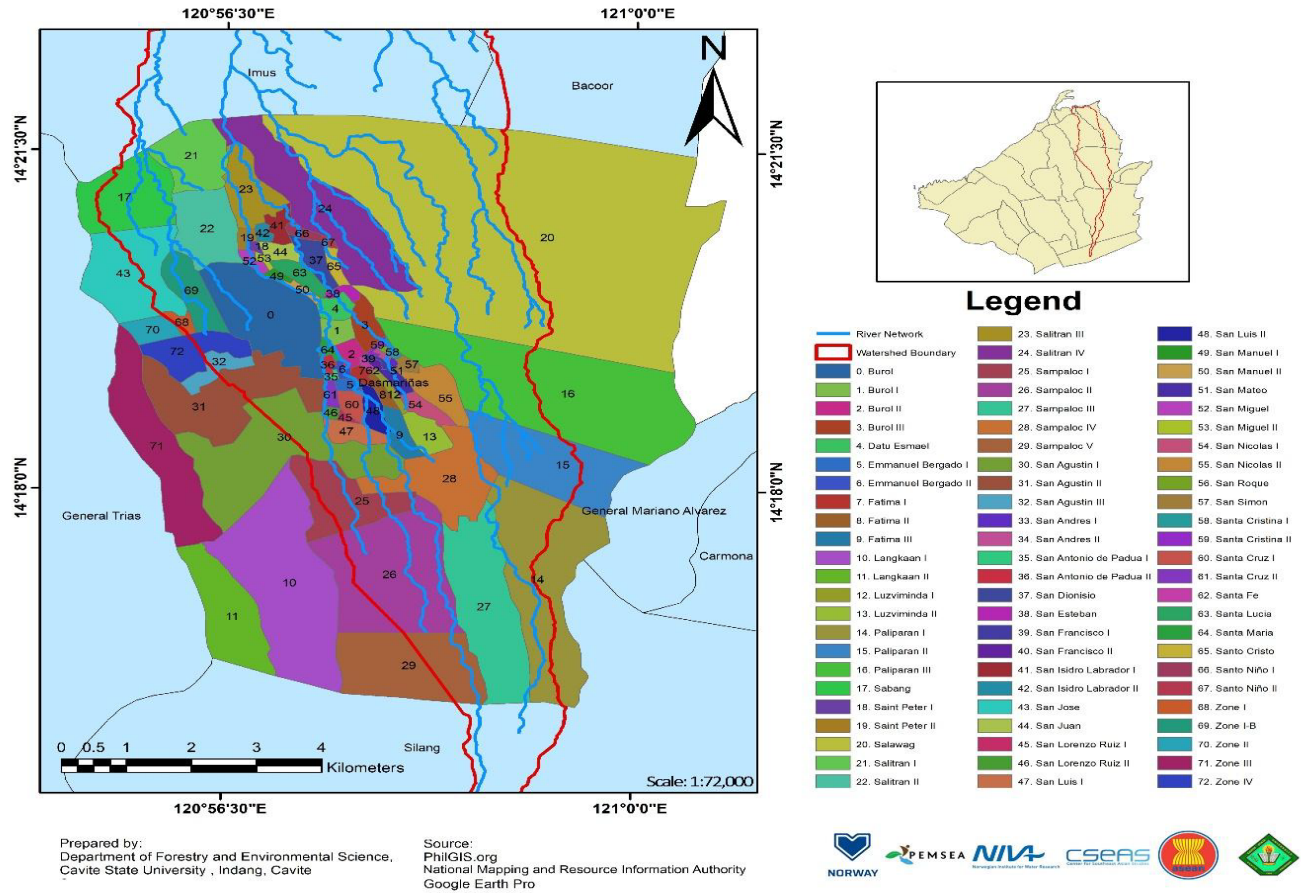 120°56'30"E
121°0'0"E
N
Imus
Bacoor
14°21'30"N
14°21'30"N
21
17
23
24
22
20
41
42
66
19
67
18
44
52
53
37
65
43
49
63
50
69
38
0
4
68
3
70
1
59
72
64
2
58
32
39
36
6
762
51
57
35
5
Dasmariñas
16
61
812
31
60
48
54
55
46
45
47
9
13
71
30
15
28
14°18'0"N
14°18'0"N
25
General Trias
General Mariano Alvarez
Carmona
10
26
14
27
11
29
Silang
0 0.5 1 2 3 4
Kilometers
Scale: 1:72,000
120°56'30"E
121°0'0"E
Legend
River Network
Watershed Boundary
0. Burol
1. Burol I
2. Burol II
3. Burol III
4. Datu Esmael
5. Emmanuel Bergado I
6. Emmanuel Bergado II
7. Fatima I
8. Fatima II
9. Fatima III
10. Langkaan I
11. Langkaan II
12. Luzviminda I
13. Luzviminda II
14. Paliparan I
15. Paliparan II
16. Paliparan III
17. Sabang
18. Saint Peter I
19. Saint Peter II
20. Salawag
21. Salitran I
22. Salitran II
23. Salitran III
24. Salitran IV
25. Sampaloc I
26. Sampaloc II
27. Sampaloc III
28. Sampaloc IV
29. Sampaloc V
30. San Agustin I
31. San Agustin II
32. San Agustin III
33. San Andres I
34. San Andres II
35. San Antonio de Padua I
36. San Antonio de Padua II
37. San Dionisio
38. San Esteban
39. San Francisco I
40. San Francisco II
41. San Isidro Labrador I
42. San Isidro Labrador II
43. San Jose
44. San Juan
45. San Lorenzo Ruiz I
46. San Lorenzo Ruiz II
47. San Luis I
48. San Luis II
49. San Manuel I
50. San Manuel II
51. San Mateo
52. San Miguel
53. San Miguel II
54. San Nicolas I
55. San Nicolas II
56. San Roque
57. San Simon
58. Santa Cristina I
59. Santa Cristina II
60. Santa Cruz I
61. Santa Cruz II
62. Santa Fe
63. Santa Lucia
64. Santa Maria
65. Santo Cristo
66. Santo Niño I
67. Santo Niño II
68. Zone I
69. Zone I-B
70. Zone II
71. Zone III
72. Zone IV
Prepared by:
Department of Forestry and Environmental Science,
Cavite State University , Indang, Cavite
Source:
PhilGIS.org
National Mapping and Resource Information Authority
Google Earth Pro
NORWAY
PEMSEA
NIVA
Norwegian Institute for Water Research
CSEAS
asean